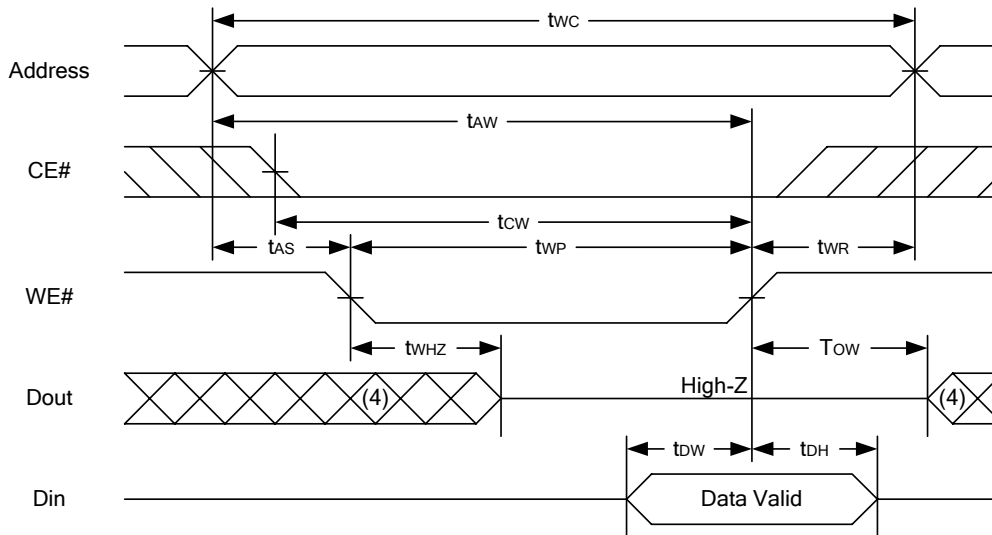 tWC
Address
tAW
CE#
tCW
tAS tWP tWR
WE#
tWHZ TOW
Dout (4) High-Z (4)
tDW tDH
Din Data Valid